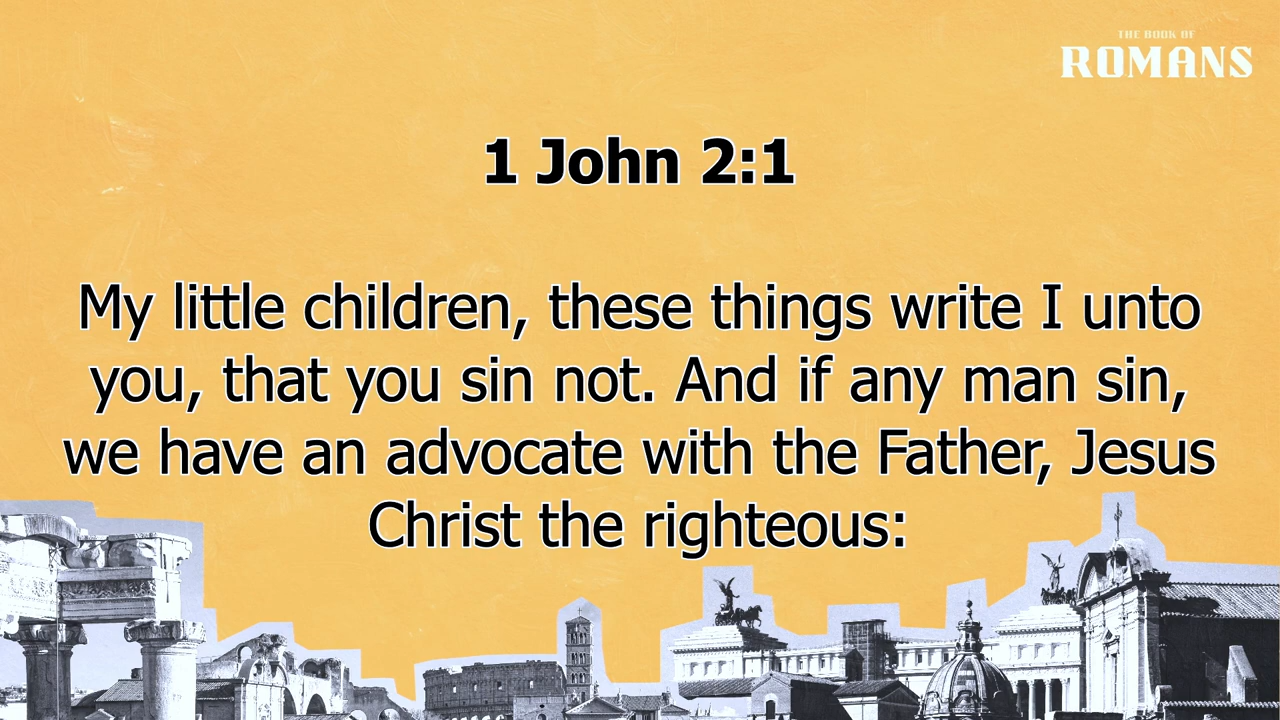 THE BOOK OF
ROMANS
1 John 2:1
My little children, these things write I unto
you, that you sin not. And if any man sin,
we have an advocate with the Father, Jesus
Christ the righteous: